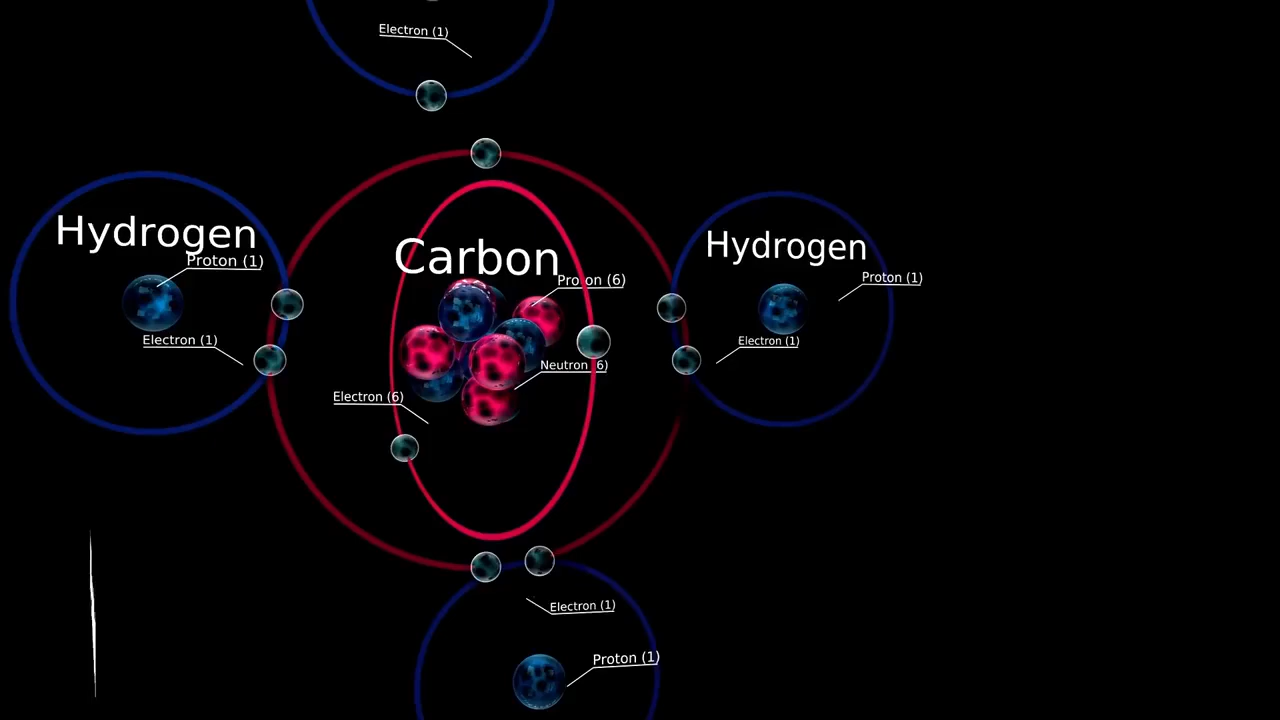 Electron (1)
Hydrogen
Proton (1)
Electron (1)
Carbon
Proton (6)
Neutron (6)
Electron (6)
Hydrogen
Proton (1)
Electron (1)
Electron (1)
Proton (1)